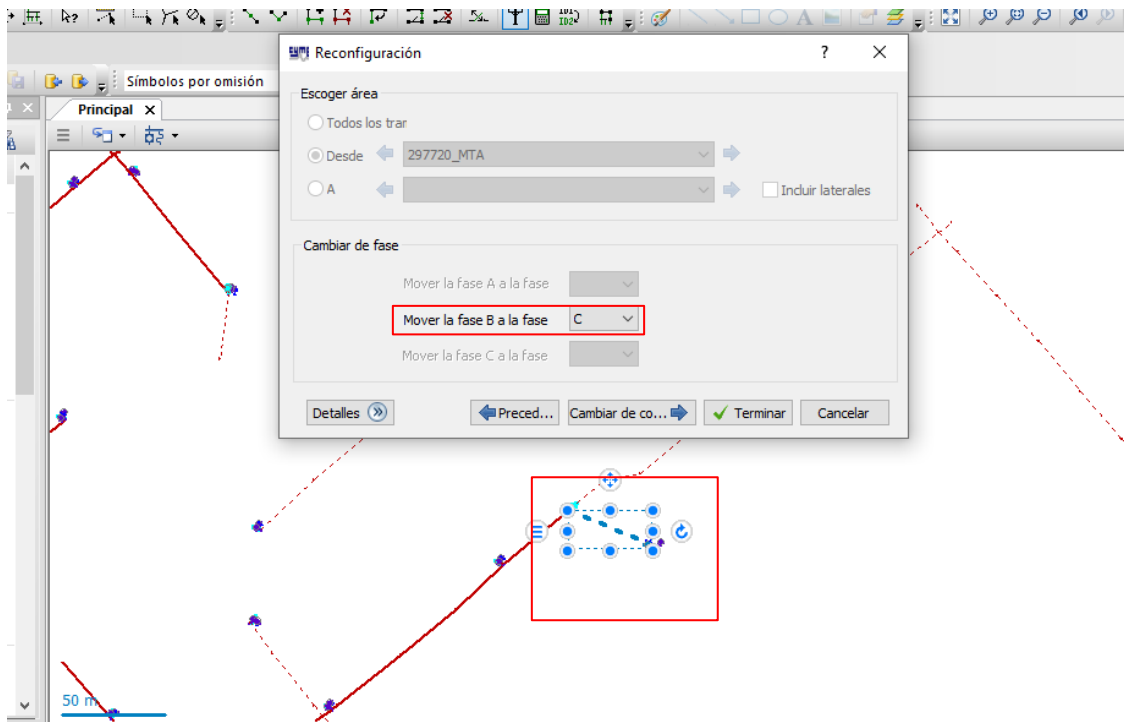 Reconfiguración
Símbolos por omisión
Principal
Escoger área
Todos los trar
Desde
297720_MTA
A
Incluir laterales
Cambiar de fase
Mover la fase A a la fase
Mover la fase B a la fase
C
Mover la fase C a la fase
Detalles
Preced...
Cambiar de co...
Terminar
Cancelar
50 m